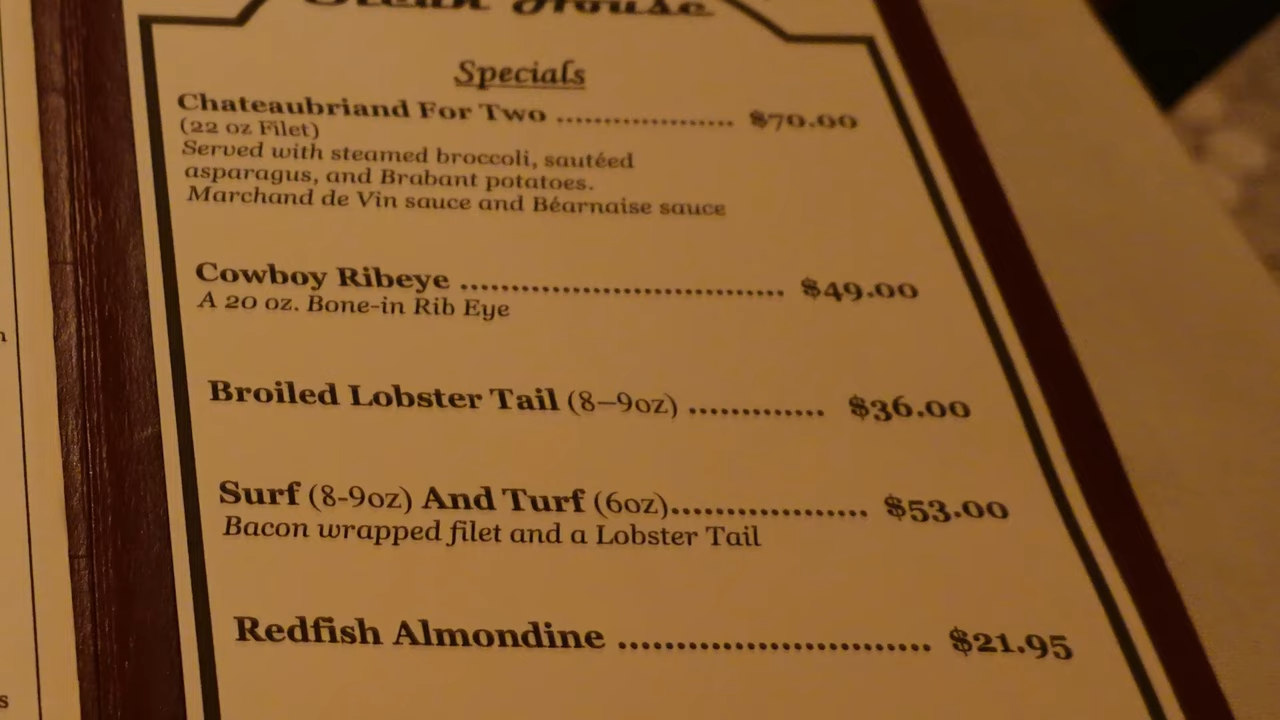 Steak House
Specials
Chateaubriand For Two ................... $70.00
(22 oz Filet)
Served with steamed broccoli, sautéed
asparagus, and Brabant potatoes.
Marchand de Vin sauce and Béarnaise sauce
Cowboy Ribeye ................................ $49.00
A 20 oz. Bone-in Rib Eye
Broiled Lobster Tail (8–9oz) ............. $36.00
Surf (8-9oz) And Turf (6oz).................. $53.00
Bacon wrapped filet and a Lobster Tail
Redfish Almondine ............................ $21.95